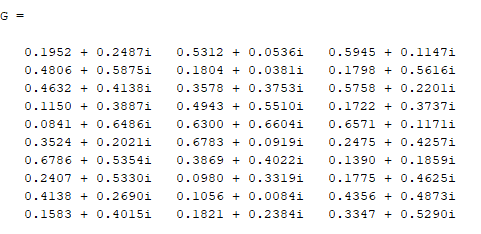 G =
0.1952 + 0.2487i 0.5312 + 0.0536i 0.5945 + 0.1147i
0.4806 + 0.5875i 0.1804 + 0.0381i 0.1798 + 0.5616i
0.4632 + 0.4138i 0.3578 + 0.3753i 0.5758 + 0.2201i
0.1150 + 0.3887i 0.4943 + 0.5510i 0.1722 + 0.3737i
0.0841 + 0.6486i 0.6300 + 0.6604i 0.6571 + 0.1171i
0.3524 + 0.2021i 0.6783 + 0.0919i 0.2475 + 0.4257i
0.6786 + 0.5354i 0.3869 + 0.4022i 0.1390 + 0.1859i
0.2407 + 0.5330i 0.0980 + 0.3319i 0.1775 + 0.4625i
0.4138 + 0.2690i 0.1056 + 0.0084i 0.4356 + 0.4873i
0.1583 + 0.4015i 0.1821 + 0.2384i 0.3347 + 0.5290i